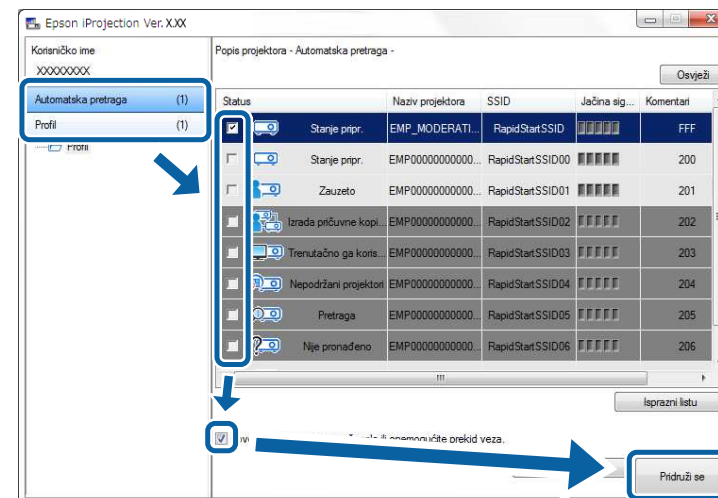 Epson iProjection Ver. X.XX
Korisničko ime
XXXXXXXX
Automatska pretraga (1)
Profil (1)
Profil
Popis projektora - Automatska pretraga -
Osvježi
Status Naziv projektora SSID Jačina sig... Komentari
Stanje pripr. EMP_MODERATI... RapidStartSSID FFF
Stanje pripr. EMP00000000000... RapidStartSSID00 200
Zauzeto EMP00000000000... RapidStartSSID01 201
Izrada pričuvne kopi... EMP00000000000... RapidStartSSID02 202
Trenutačno ga koris... EMP00000000000... RapidStartSSID03 203
Nepodržani projektori EMP00000000000... RapidStartSSID04 204
Pretraga EMP00000000000... RapidStartSSID05 205
Nije pronađeno EMP00000000000... RapidStartSSID06 206
Isprazni listu
ili onemogućite prekid veza.
Pridruži se